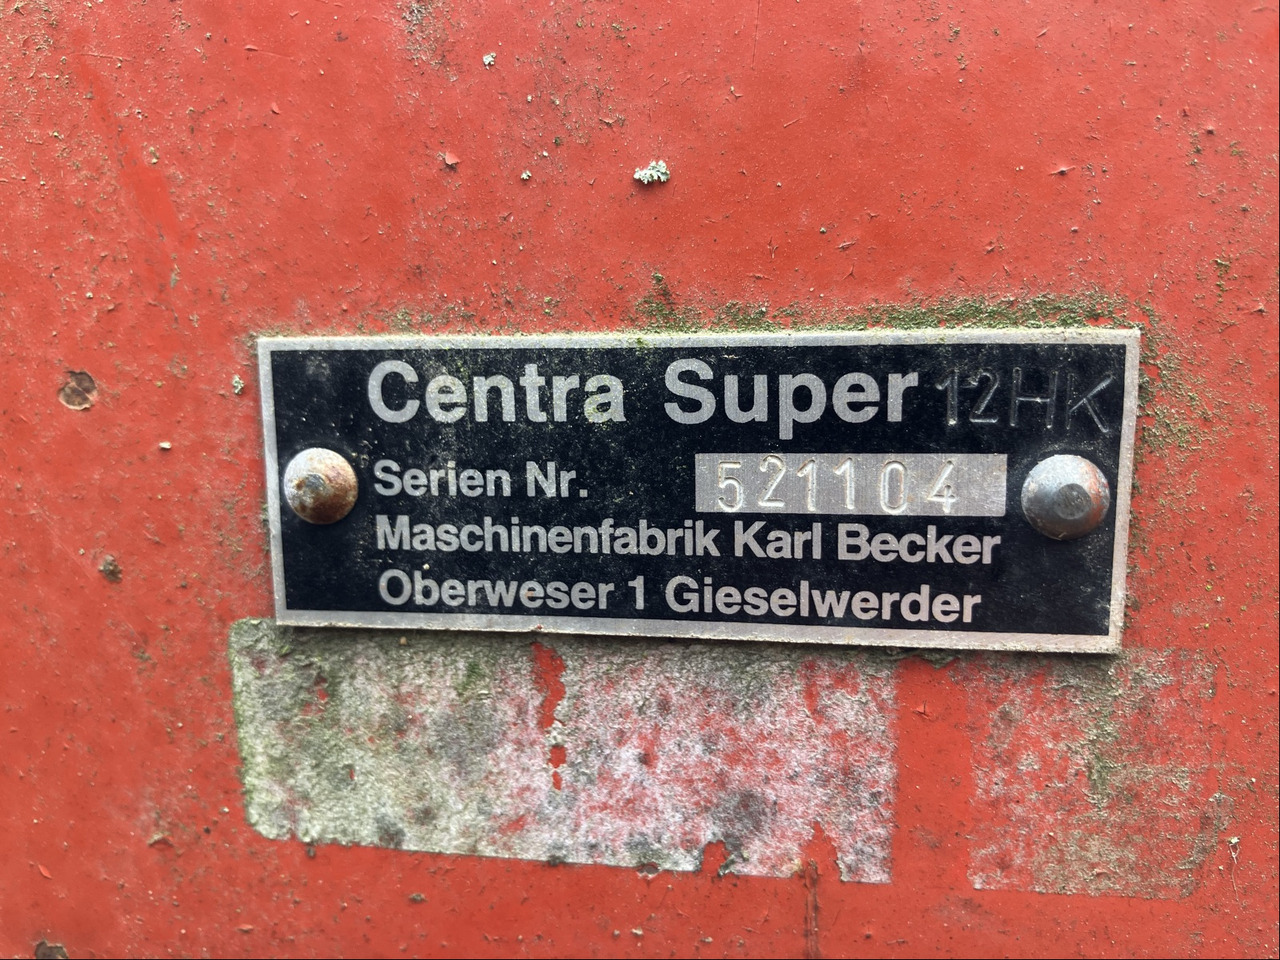 Centra Super 12HK
Serien Nr. 521104
Maschinenfabrik Karl Becker
Oberweser 1 Gieselwerder